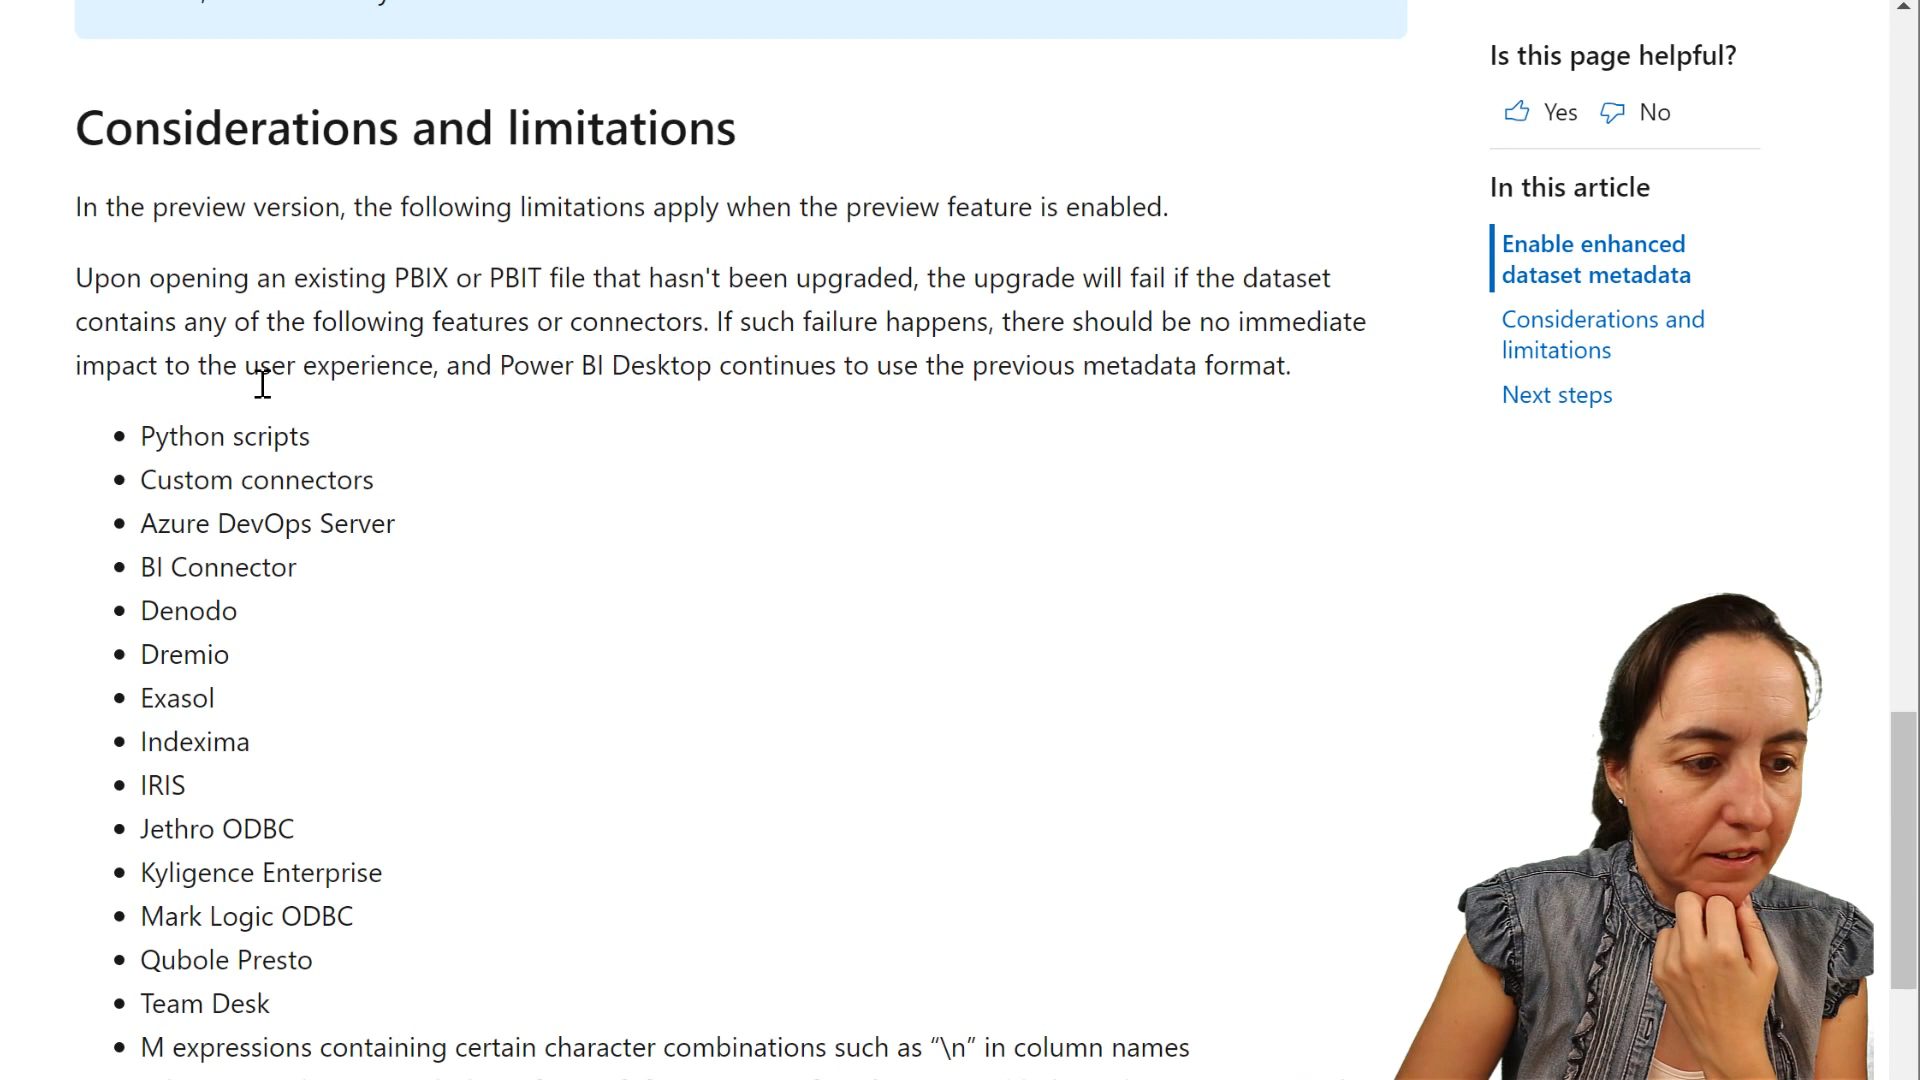 Considerations and limitations
In the preview version, the following limitations apply when the preview feature is enabled.
Upon opening an existing PBIX or PBIT file that hasn't been upgraded, the upgrade will fail if the dataset
contains any of the following features or connectors. If such failure happens, there should be no immediate
impact to the user experience, and Power BI Desktop continues to use the previous metadata format.
• Python scripts
• Custom connectors
• Azure DevOps Server
• BI Connector
• Denodo
• Dremio
• Exasol
• Indexima
• IRIS
• Jethro ODBC
• Kyligence Enterprise
• Mark Logic ODBC
• Qubole Presto
• Team Desk
• M expressions containing certain character combinations such as “\n” in column names
Is this page helpful?
Yes No
In this article
Enable enhanced
dataset metadata
Considerations and
limitations
Next steps